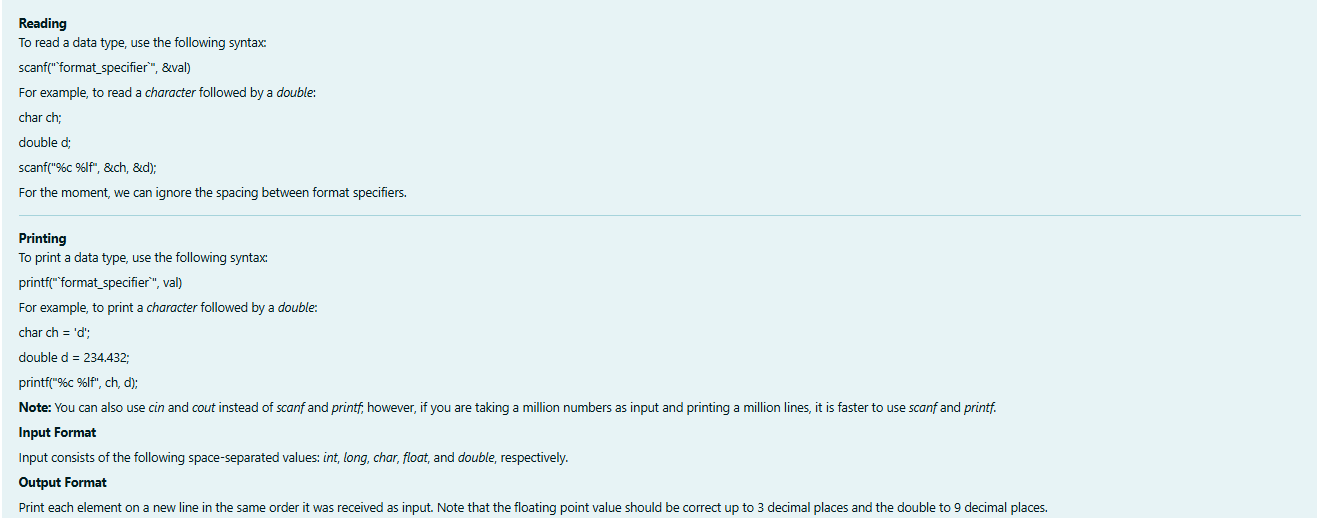 Reading
To read a data type, use the following syntax:
scanf("`format_specifier`", &val)
For example, to read a character followed by a double:
char ch;
double d;
scanf("%c %lf", &ch, &d);
For the moment, we can ignore the spacing between format specifiers.
Printing
To print a data type, use the following syntax:
printf("`format_specifier`", val)
For example, to print a character followed by a double:
char ch = 'd';
double d = 234.432;
printf("%c %lf", ch, d);
Note: You can also use cin and cout instead of scanf and printf; however, if you are taking a million numbers as input and printing a million lines, it is faster to use scanf and printf.
Input Format
Input consists of the following space-separated values: int, long, char, float, and double, respectively.
Output Format
Print each element on a new line in the same order it was received as input. Note that the floating point value should be correct up to 3 decimal places and the double to 9 decimal places.